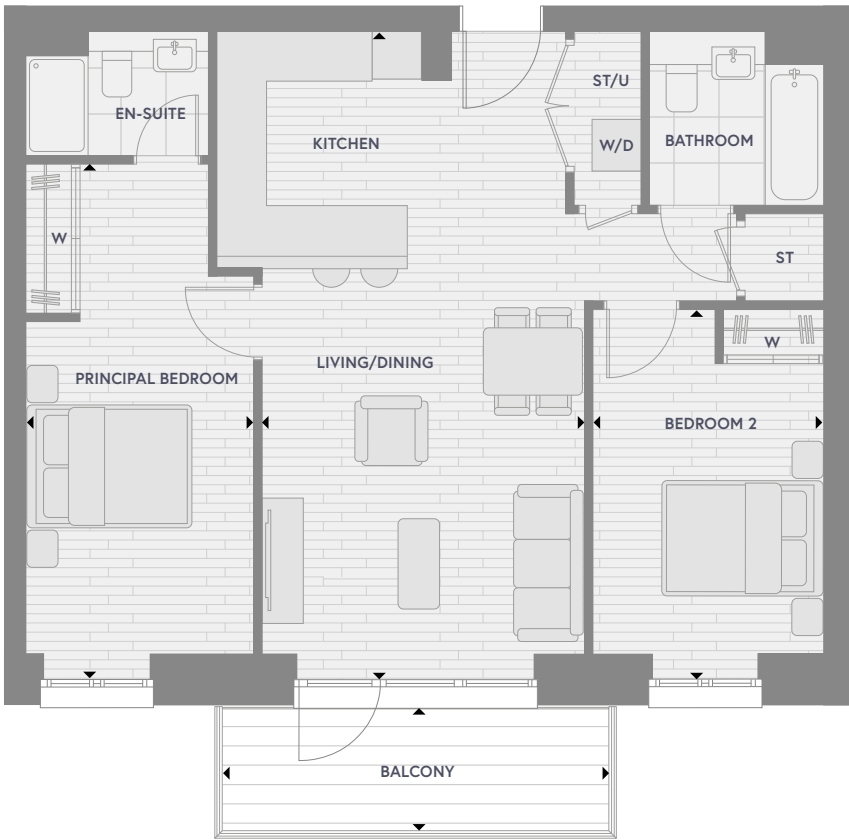 ST/U
EN-SUITE
KITCHEN
W/D
BATHROOM
W
ST
W
LIVING/DINING
PRINCIPAL BEDROOM
BEDROOM 2
BALCONY